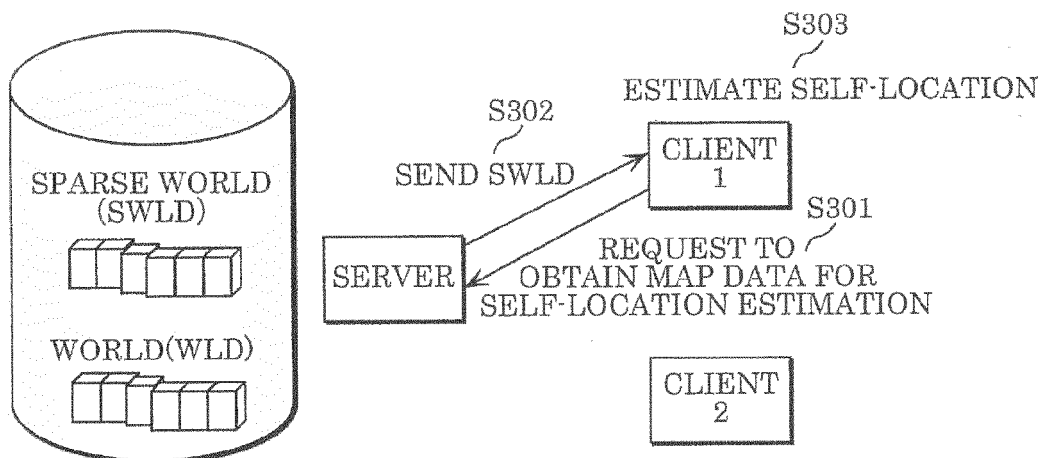 S303
ESTIMATE SELF-LOCATION
S302
SEND SWLD
CLIENT
1
SPARSE WORLD
(SWLD)
S301
REQUEST TO
OBTAIN MAP DATA FOR
SELF-LOCATION ESTIMATION
SERVER
WORLD(WLD)
CLIENT
2